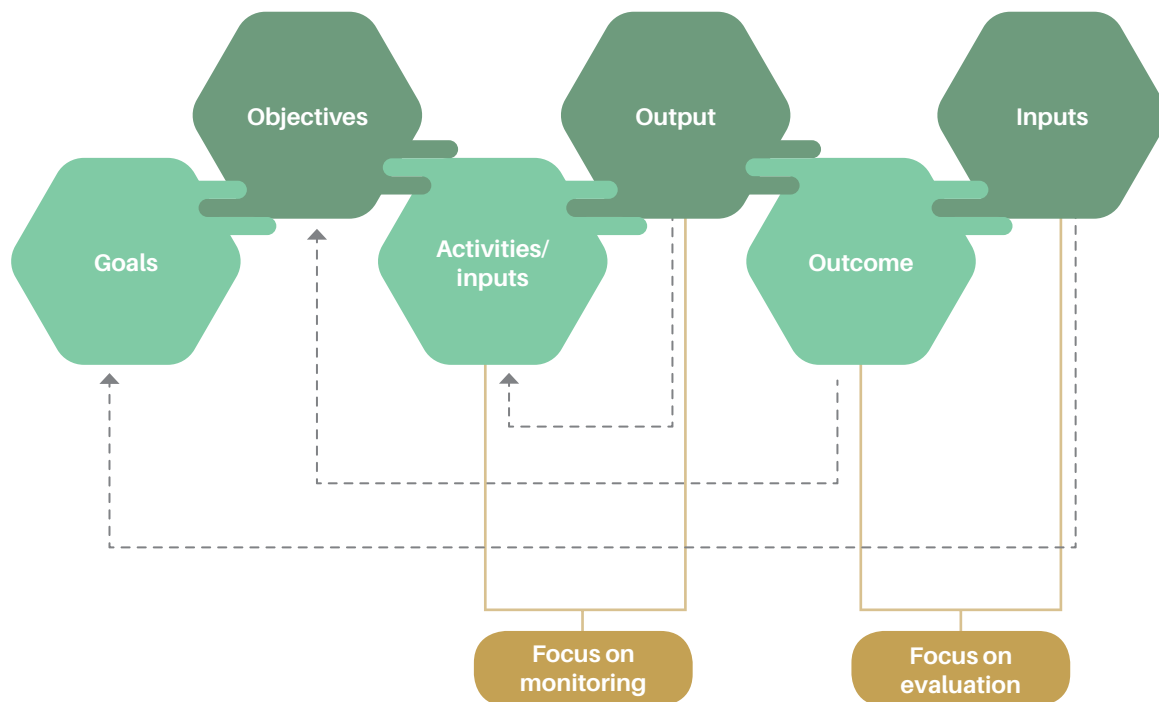 Objectives
Output
Inputs
Goals
Activities/
inputs
Outcome
Focus on
monitoring
Focus on
evaluation